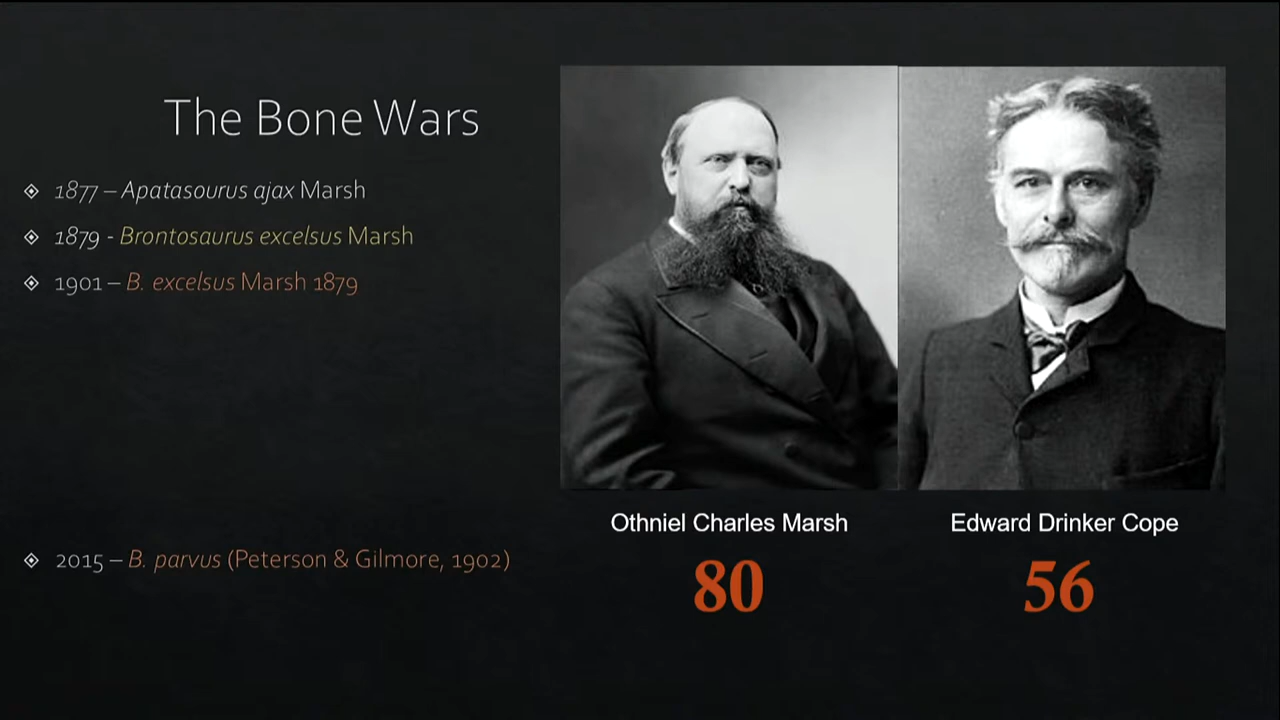 The Bone Wars
1877 – Apatasourus ajax Marsh
1879 - Brontosaurus excelsus Marsh
1901 – B. excelsus Marsh 1879
2015 – B. parvus (Peterson & Gilmore, 1902)
Othniel Charles Marsh
80
Edward Drinker Cope
56